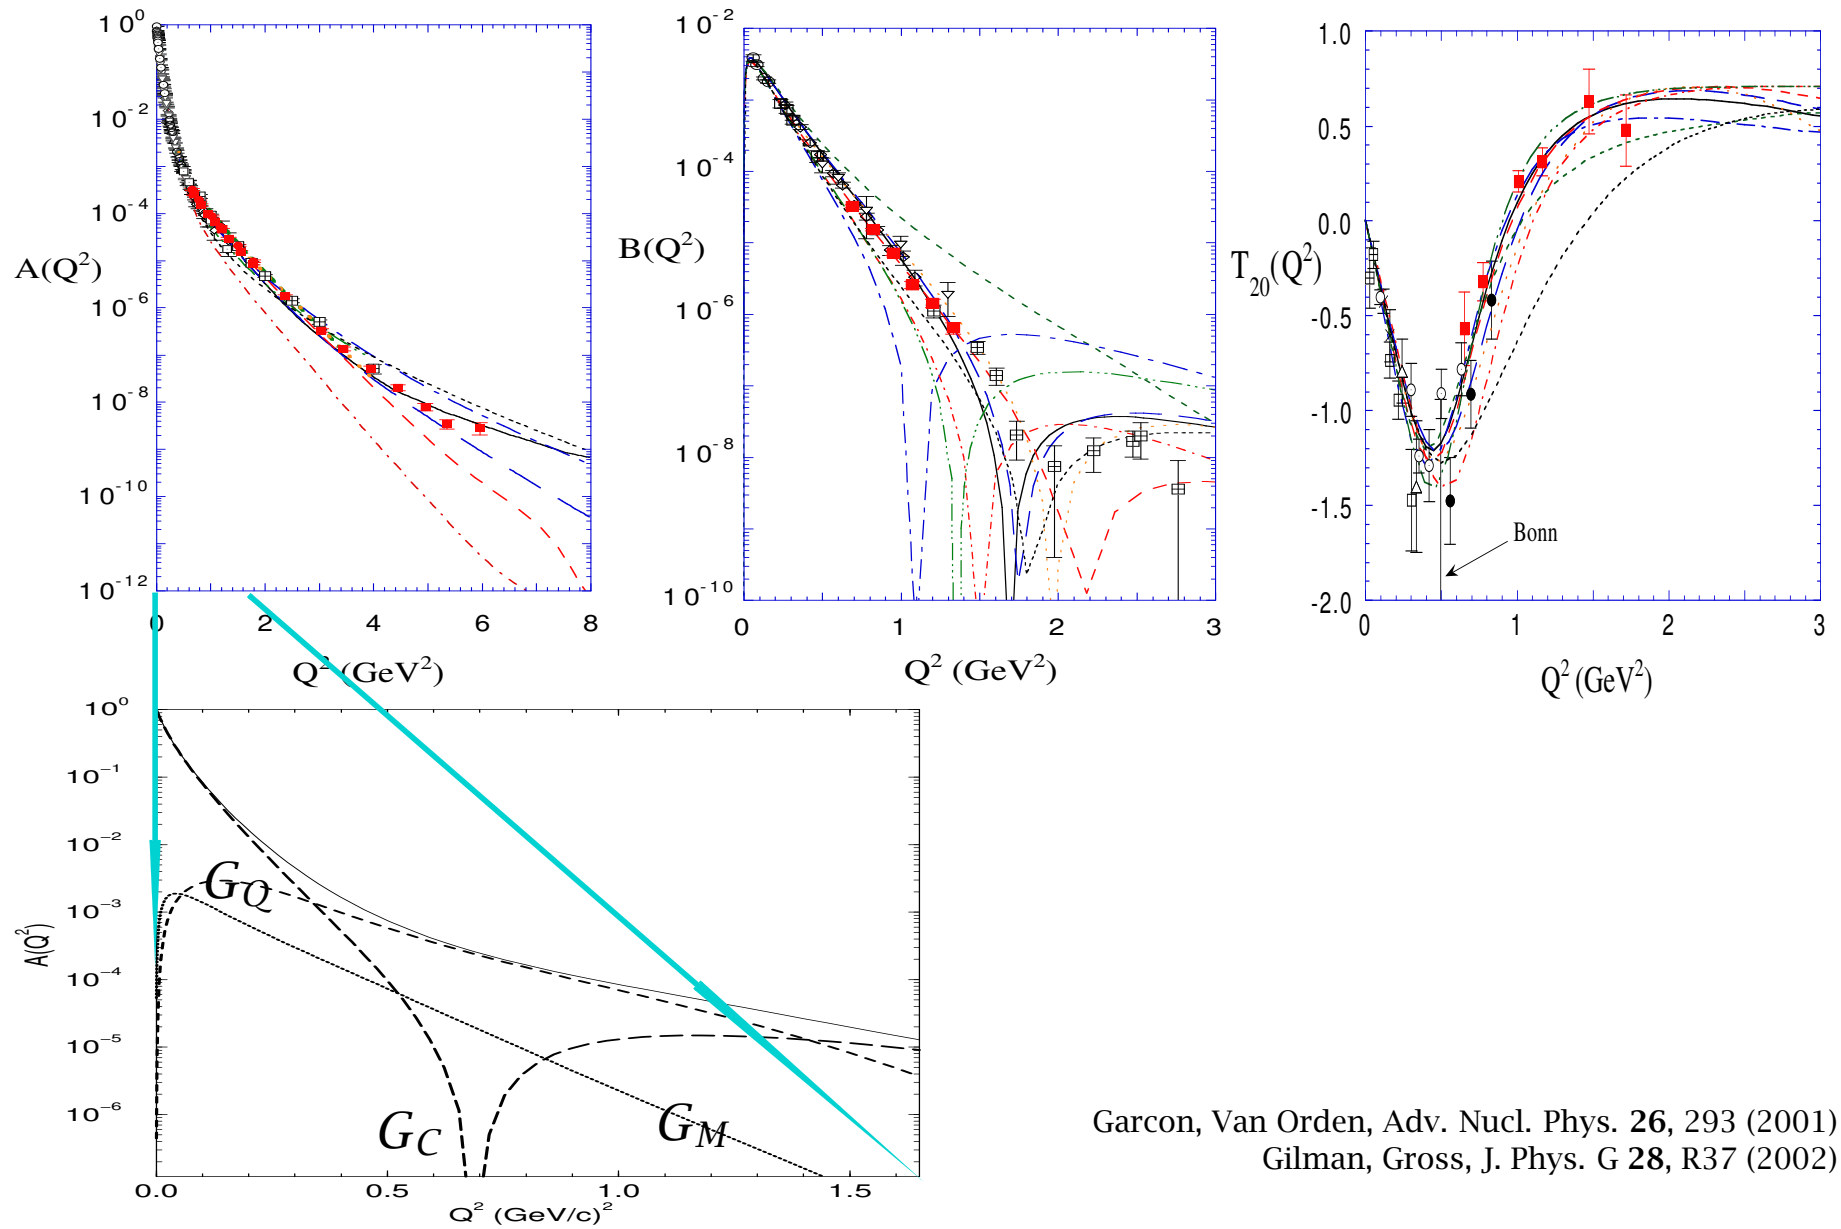 10^0
10^-2
10^-4
10^-6
10^-8
10^-10
10^-12
A(Q^2)
0 2 4 6 8
Q^2 (GeV^2)
10^-2
10^-4
10^-6
10^-8
10^-10
B(Q^2)
0 1 2 3
Q^2 (GeV^2)
1.0
0.5
0.0
-0.5
-1.0
-1.5
-2.0
T_20(Q^2)
Bonn
0 1 2 3
Q^2 (GeV^2)
10^0
10^-1
10^-2
10^-3
10^-4
10^-5
10^-6
A(Q^2)
G_Q
G_C
G_M
0.0 0.5 1.0 1.5
Q^2 (GeV/c)^2
Garcon, Van Orden, Adv. Nucl. Phys. 26, 293 (2001)
Gilman, Gross, J. Phys. G 28, R37 (2002)